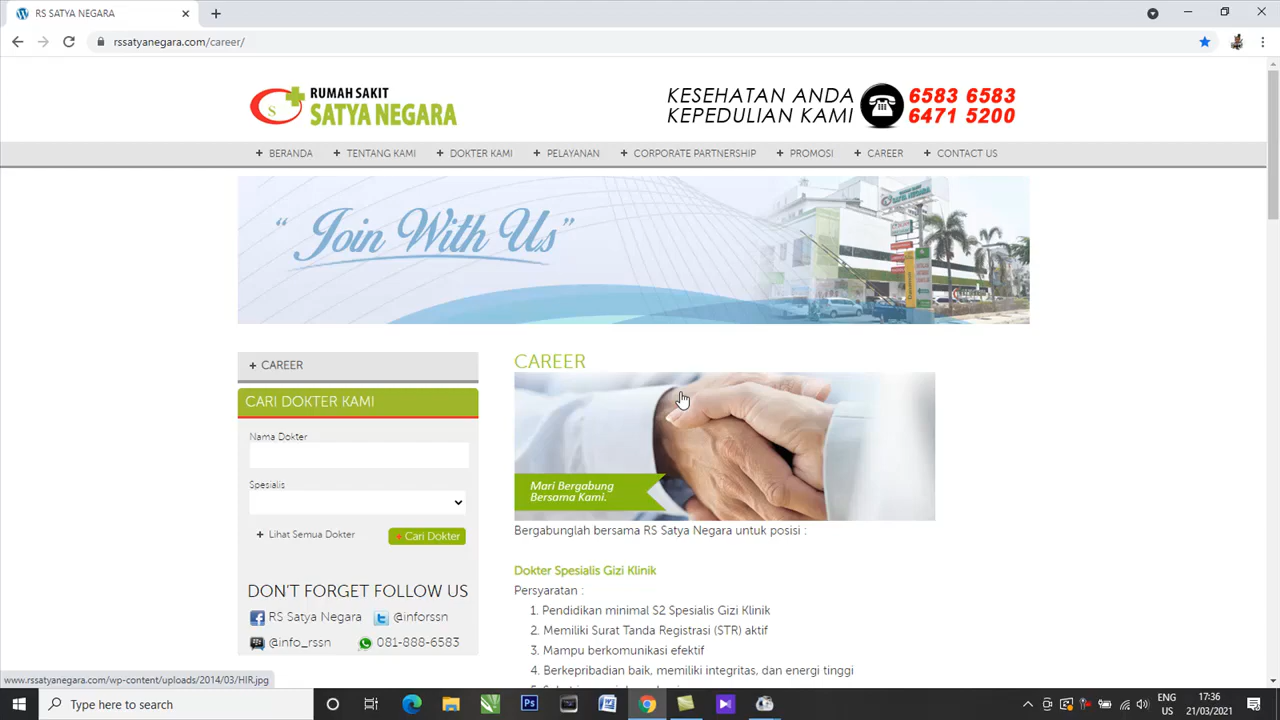 RS SATYA NEGARA
rssatyanegara.com/career/
RUMAH SAKIT
SATYA NEGARA
KESEHATAN ANDA
KEPEDULIAN KAMI
6583 6583
6471 5200
+ BERANDA + TENTANG KAMI + DOKTER KAMI + PELAYANAN + CORPORATE PARTNERSHIP + PROMOSI + CAREER + CONTACT US
“ Join With Us ”
SATYA NEGARA
+ CAREER
CARI DOKTER KAMI
Nama Dokter
Spesialis
+ Lihat Semua Dokter
+ Cari Dokter
DON'T FORGET FOLLOW US
RS Satya Negara
@inforssn
@info_rssn
081-888-6583
CAREER
Mari Bergabung
Bersama Kami.
Bergabunglah bersama RS Satya Negara untuk posisi :
Dokter Spesialis Gizi Klinik
Persyaratan :
1. Pendidikan minimal S2 Spesialis Gizi Klinik
2. Memiliki Surat Tanda Registrasi (STR) aktif
3. Mampu berkomunikasi efektif
4. Berkepribadian baik, memiliki integritas, dan energi tinggi
www.rssatyanegara.com/wp-content/uploads/2014/03/HIR.jpg
Type here to search
ENG
US
17:36
21/03/2021